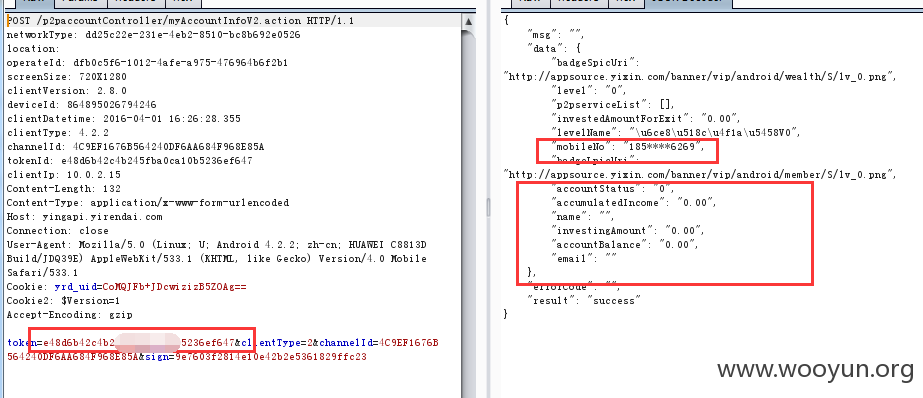 POST /p2paccountController/myAccountInfoV2.action HTTP/1.1
networkType: dd25c22e-231e-4eb2-8510-bc8b692e0526
location:
operateId: dfb0c5f6-1012-4afe-a975-476964b6f2b1
screenSize: 720X1280
clientVersion: 2.8.0
deviceId: 864895026794246
clientDatetime: 2016-04-01 16:26:28.355
clientType: 4.2.2
channelId: 4C9EF1676B564240DF6AA684F968E85A
tokenId: e48d6b42c4b245fba0ca10b5236ef647
clientIp: 10.0.2.15
Content-Length: 132
Content-Type: application/x-www-form-urlencoded
Host: yingapi.yirendai.com
Connection: close
User-Agent: Mozilla/5.0 (Linux; U; Android 4.2.2; zh-cn; HUAWEI C8813D
Build/JDQ39E) AppleWebKit/533.1 (KHTML, like Gecko) Version/4.0 Mobile
Safari/533.1
Cookie: yrd_uid=CoMQJFb+JDcwizizB5ZOAg==
Cookie2: $Version=1
Accept-Encoding: gzip
token=e48d6b42c4b2 5236ef647&clientType=2&channelId=4C9EF1676B
564240DF6AA684F968E85A&sign=9e7603f2814e10e42b2e5361829ffc23
{
"msg": "",
"data": {
"badgeSpicUri":
"http://appsource.yixin.com/banner/vip/android/wealth/S/lv_0.png",
"level": "0",
"p2pserviceList": [],
"investedAmountForExit": "0.00",
"levelName": "\u6ce8\u518c\u4f1a\u5458V0",
"mobileNo": "185****6269",
"badgeLpicUri":
"http://appsource.yixin.com/banner/vip/android/member/S/lv_0.png",
"accountStatus": "0",
"accumulatedIncome": "0.00",
"name": "",
"investingAmount": "0.00",
"accountBalance": "0.00",
"email": ""
},
"errorCode": "",
"result": "success"
}
www.wooyun.org